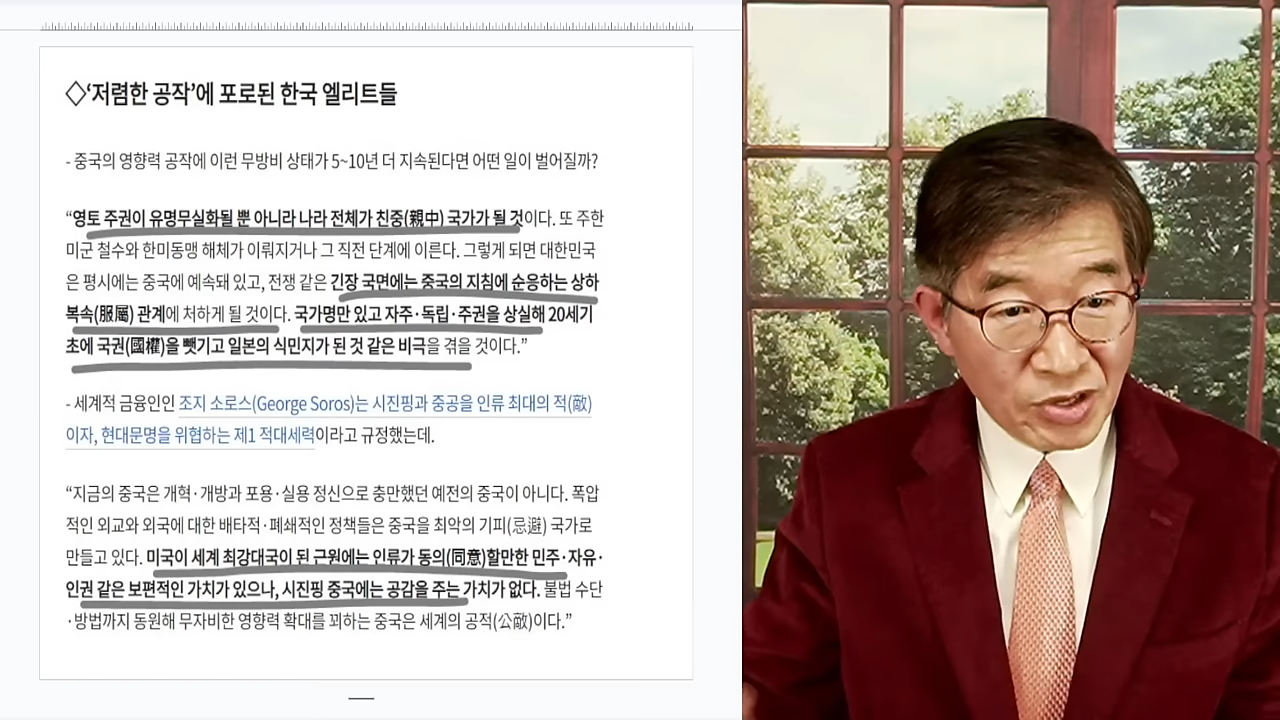 ◇‘저렴한 공작’에 포로된 한국 엘리트들
- 중국의 영향력 공작에 이런 무방비 상태가 5~10년 더 지속된다면 어떤 일이 벌어질까?
“영토 주권이 유명무실화될 뿐 아니라 나라 전체가 친중(親中) 국가가 될 것이다. 또 주한
미군 철수와 한미동맹 해체가 이뤄지거나 그 직전 단계에 이른다. 그렇게 되면 대한민국
은 평시에는 중국에 예속돼 있고, 전쟁 같은 긴장 국면에는 중국의 지침에 순응하는 상하
복속(服屬) 관계에 처하게 될 것이다. 국가명만 있고 자주·독립·주권을 상실해 20세기
초에 국권(國權)을 뺏기고 일본의 식민지가 된 것 같은 비극을 겪을 것이다.”
- 세계적 금융인인 조지 소로스(George Soros)는 시진핑과 중공을 인류 최대의 적(敵)
이자, 현대문명을 위협하는 제1 적대세력이라고 규정했는데.
“지금의 중국은 개혁·개방과 포용·실용 정신으로 충만했던 예전의 중국이 아니다. 폭압
적인 외교와 외국에 대한 배타적·폐쇄적인 정책들은 중국을 최악의 기피(忌避) 국가로
만들고 있다. 미국이 세계 최강대국이 된 근원에는 인류가 동의(同意)할만한 민주·자유·
인권 같은 보편적인 가치가 있으나, 시진핑 중국에는 공감을 주는 가치가 없다. 불법 수단
·방법까지 동원해 무자비한 영향력 확대를 꾀하는 중국은 세계의 공적(公敵)이다.”